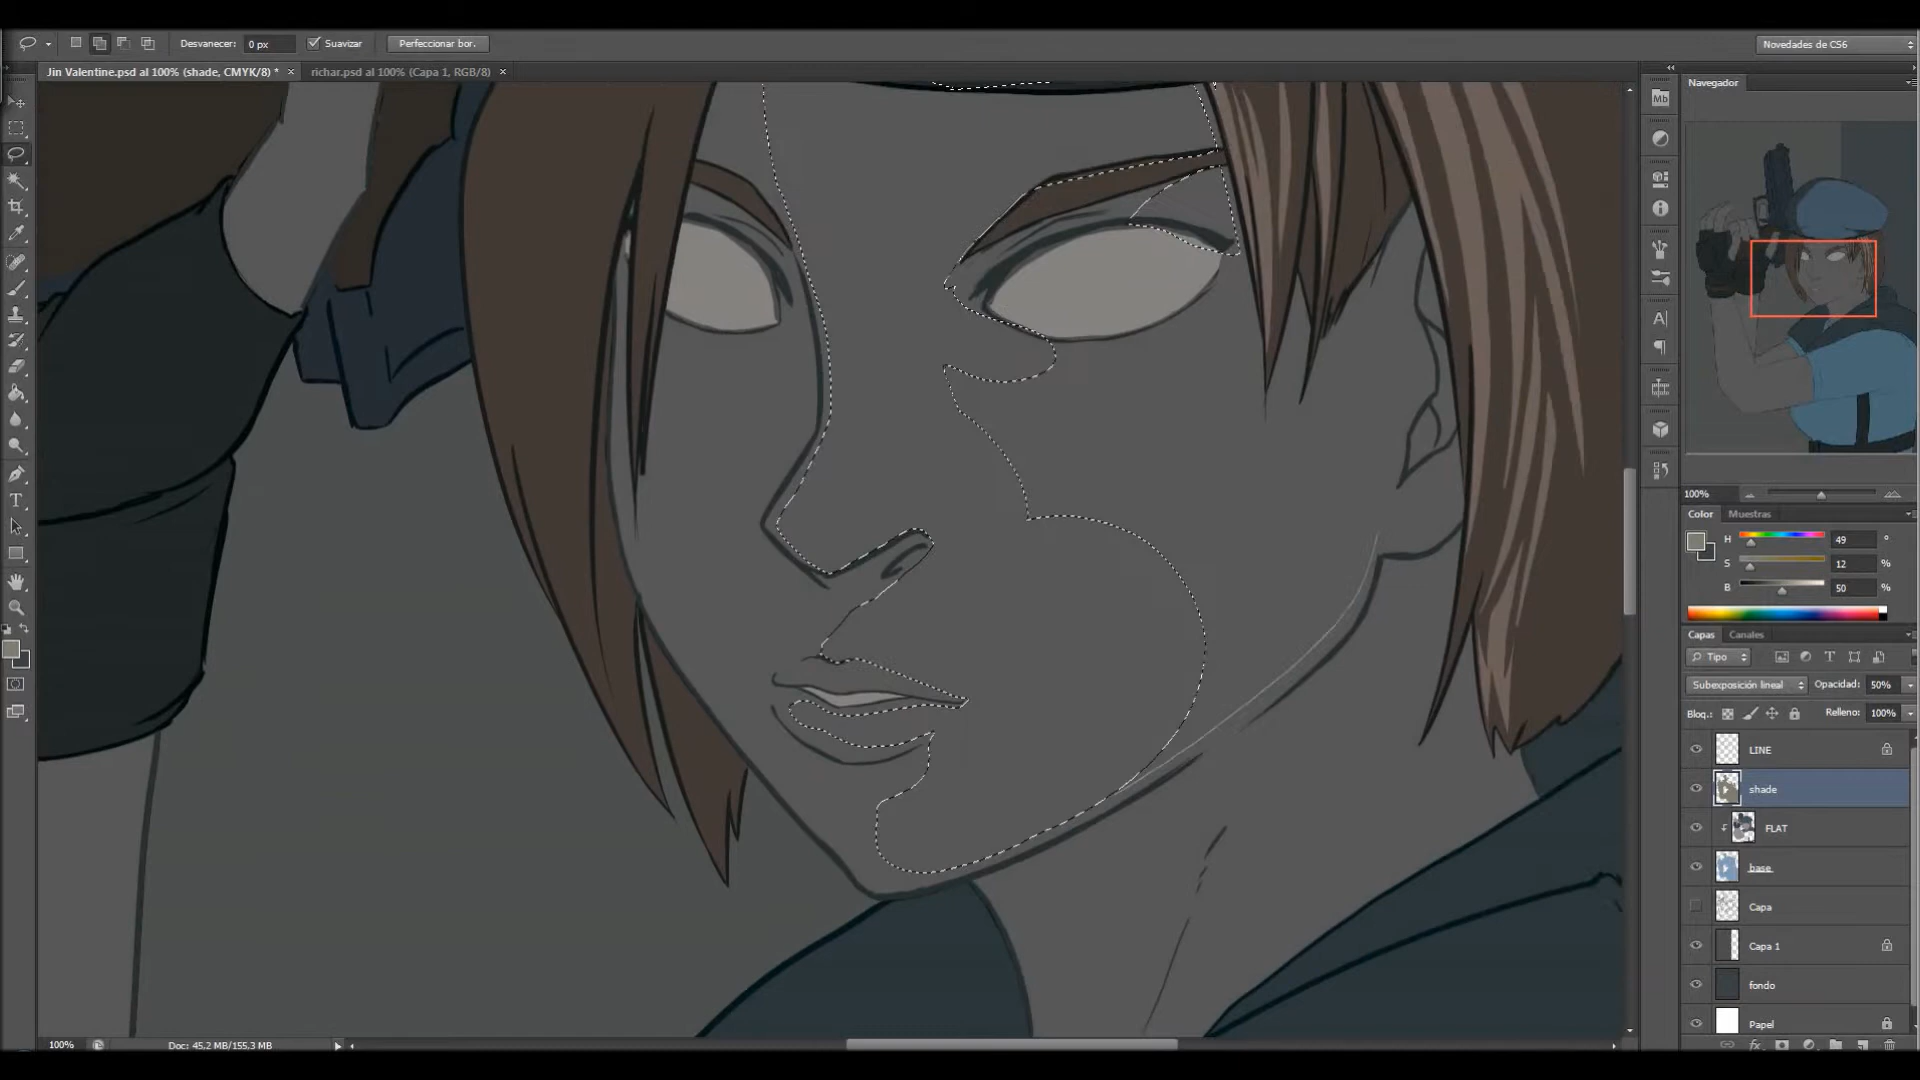 Desvanecer: 0 px Suavizar Perfeccionar bor. Novedades de CS6
Jin Valentine.psd al 100% (shade, CMYK/8) * × richar.psd al 100% (Capa 1, RGB/8) ×
Navegador
Mb
A
T
100%
Color Muestras
H 49 °
S 12 %
B 50 %
Capas Canales
Tipo T
Subexposición lineal Opacidad: 50%
Bloq.: Relleno: 100%
LINE
shade
FLAT
base
Capa
Capa 1
fondo
Papel
fx
100% Doc: 45,2 MB/155,3 MB